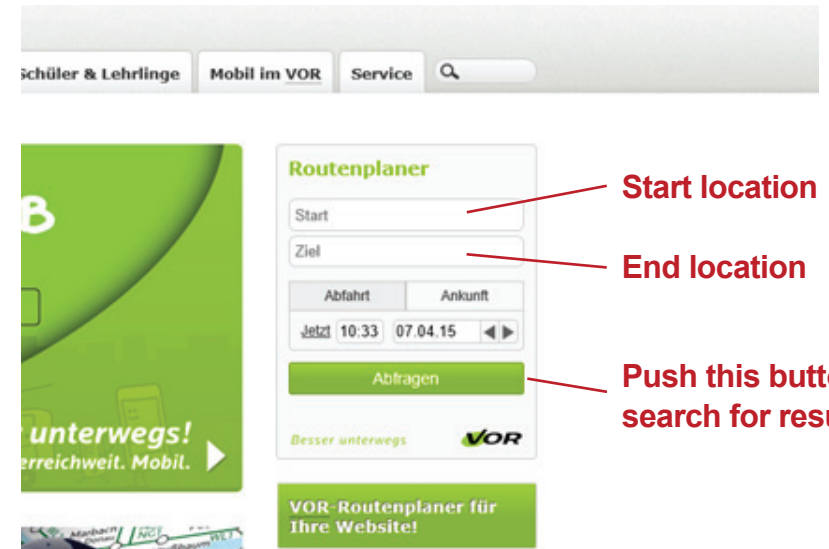 Schüler & Lehrlinge
Mobil im VOR
Service
B
Routenplaner
Start
Ziel
Abfahrt
Ankunft
Jetzt
10:33
07.04.15
Abfragen
Besser unterwegs
VOR
VOR-Routenplaner für
Ihre Website!
unterwegs!
erreichweit. Mobil.
Marbach
Donau
Start location
End location
Push this butt
search for resu